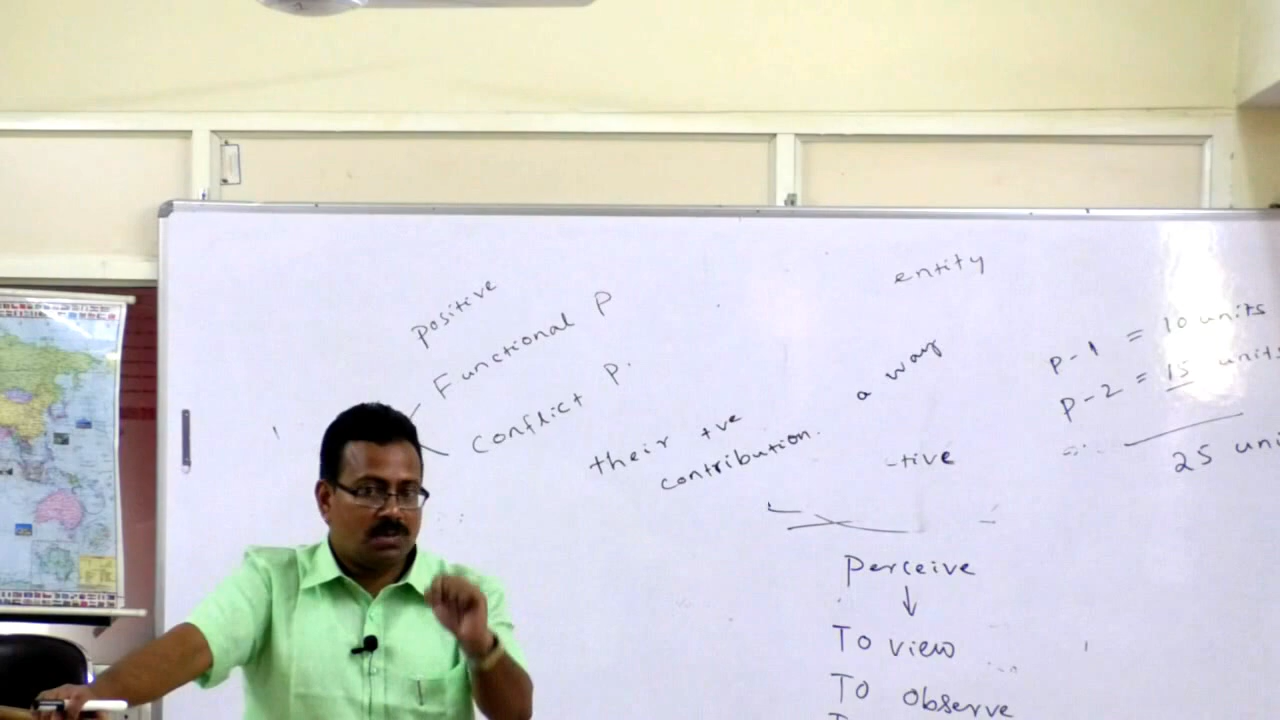 positive
Functional P
Conflict P.
their +ve
contribution.
entity
a way
-tive
perceive
↓
To view
To observe
P-1 = 10 units
P-2 = 15 units
25